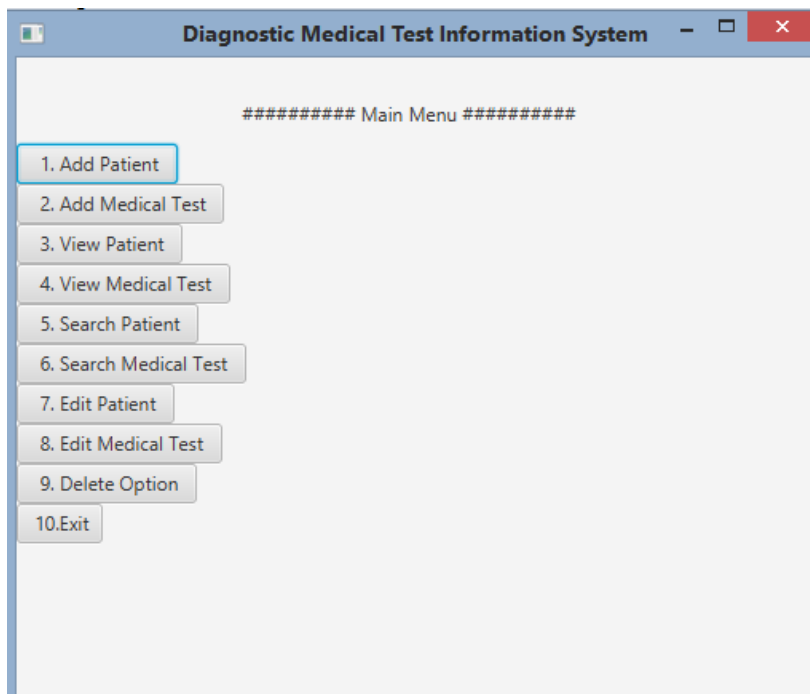 Diagnostic Medical Test Information System
########## Main Menu ##########
1. Add Patient
2. Add Medical Test
3. View Patient
4. View Medical Test
5. Search Patient
6. Search Medical Test
7. Edit Patient
8. Edit Medical Test
9. Delete Option
10.Exit